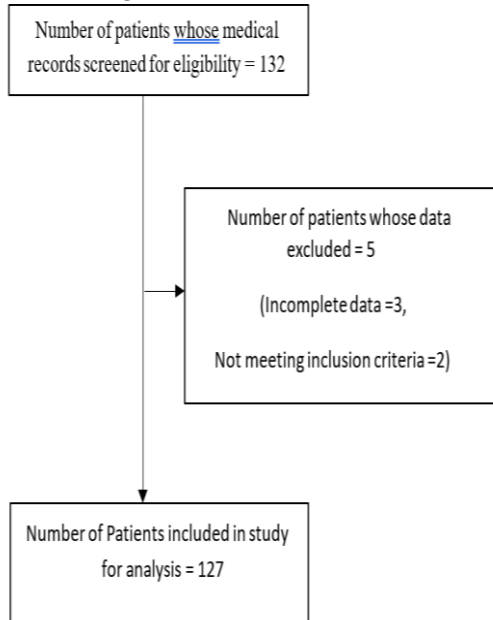 Number of patients whose medical
records screened for eligibility = 132
Number of patients whose data
excluded = 5
(Incomplete data =3,
Not meeting inclusion criteria =2)
Number of Patients included in study
for analysis = 127